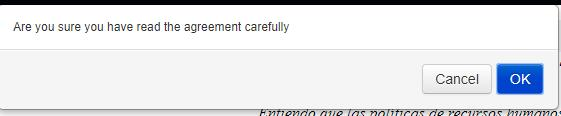 Are you sure you have read the agreement carefully
Cancel OK
Entiendo que las políticas de recursos humanos